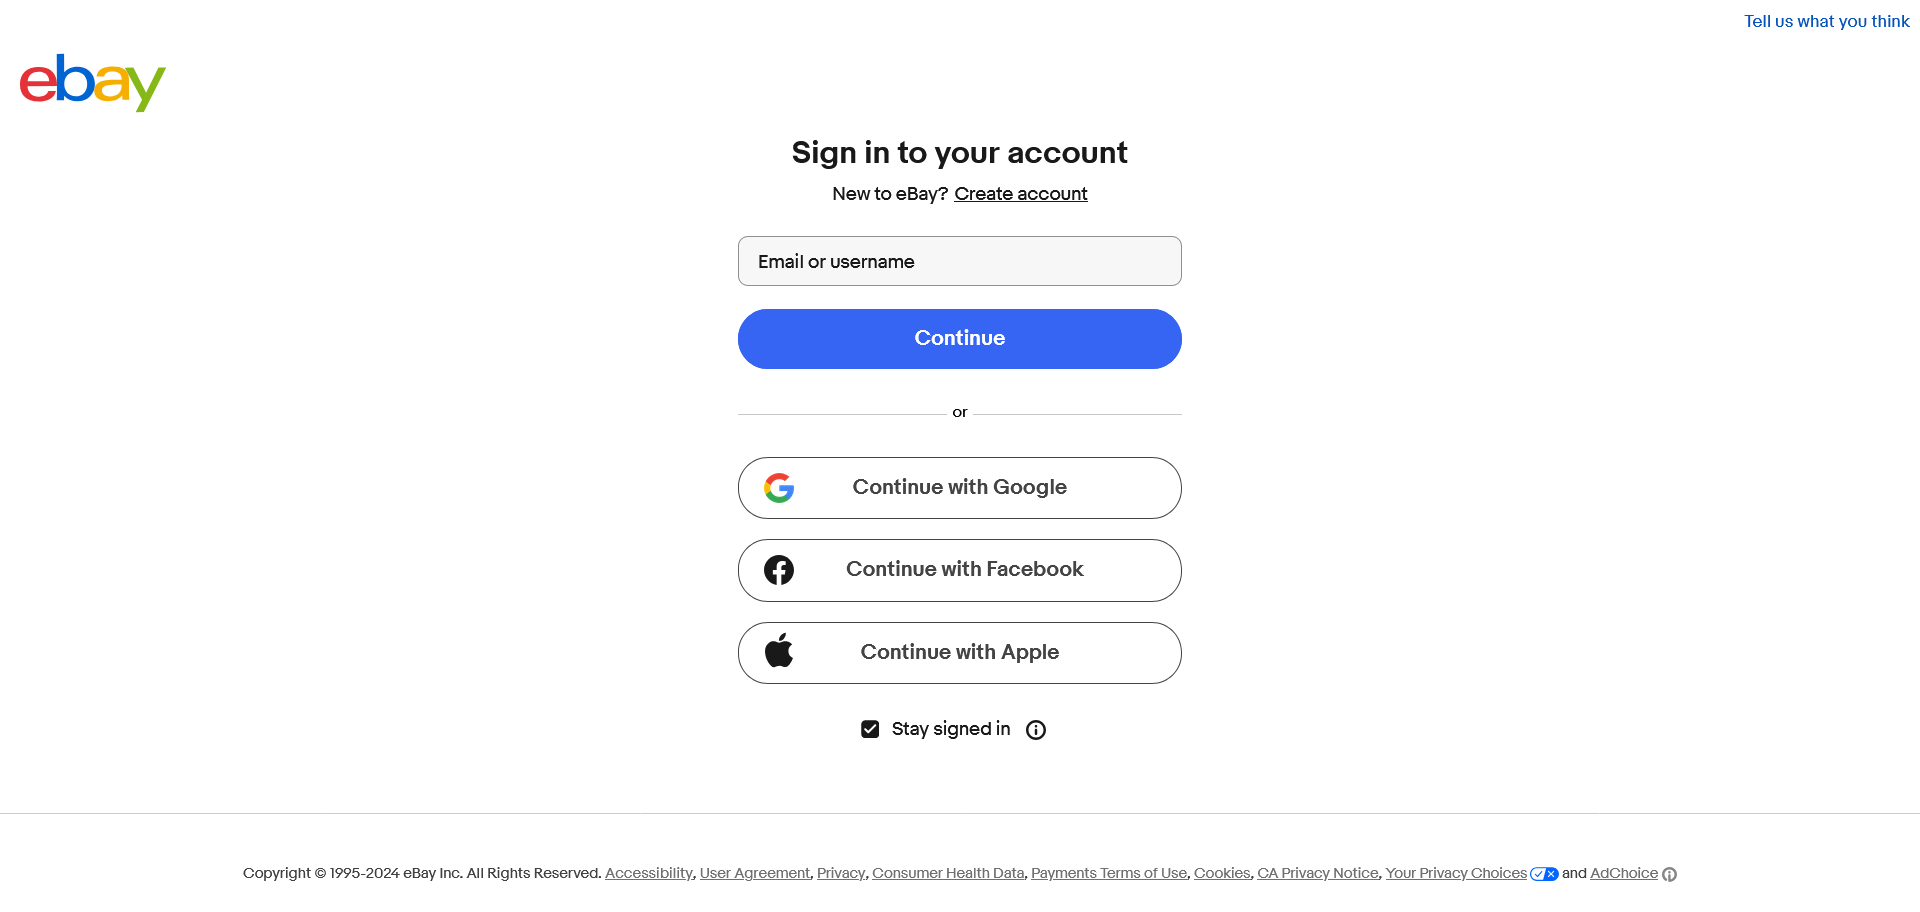 Tell us what you think
ebay
Sign in to your account
New to eBay? Create account
Email or username
Continue
or
Continue with Google
Continue with Facebook
Continue with Apple
Stay signed in
Copyright © 1995-2024 eBay Inc. All Rights Reserved. Accessibility, User Agreement, Privacy, Consumer Health Data, Payments Terms of Use, Cookies, CA Privacy Notice, Your Privacy Choices and AdChoice